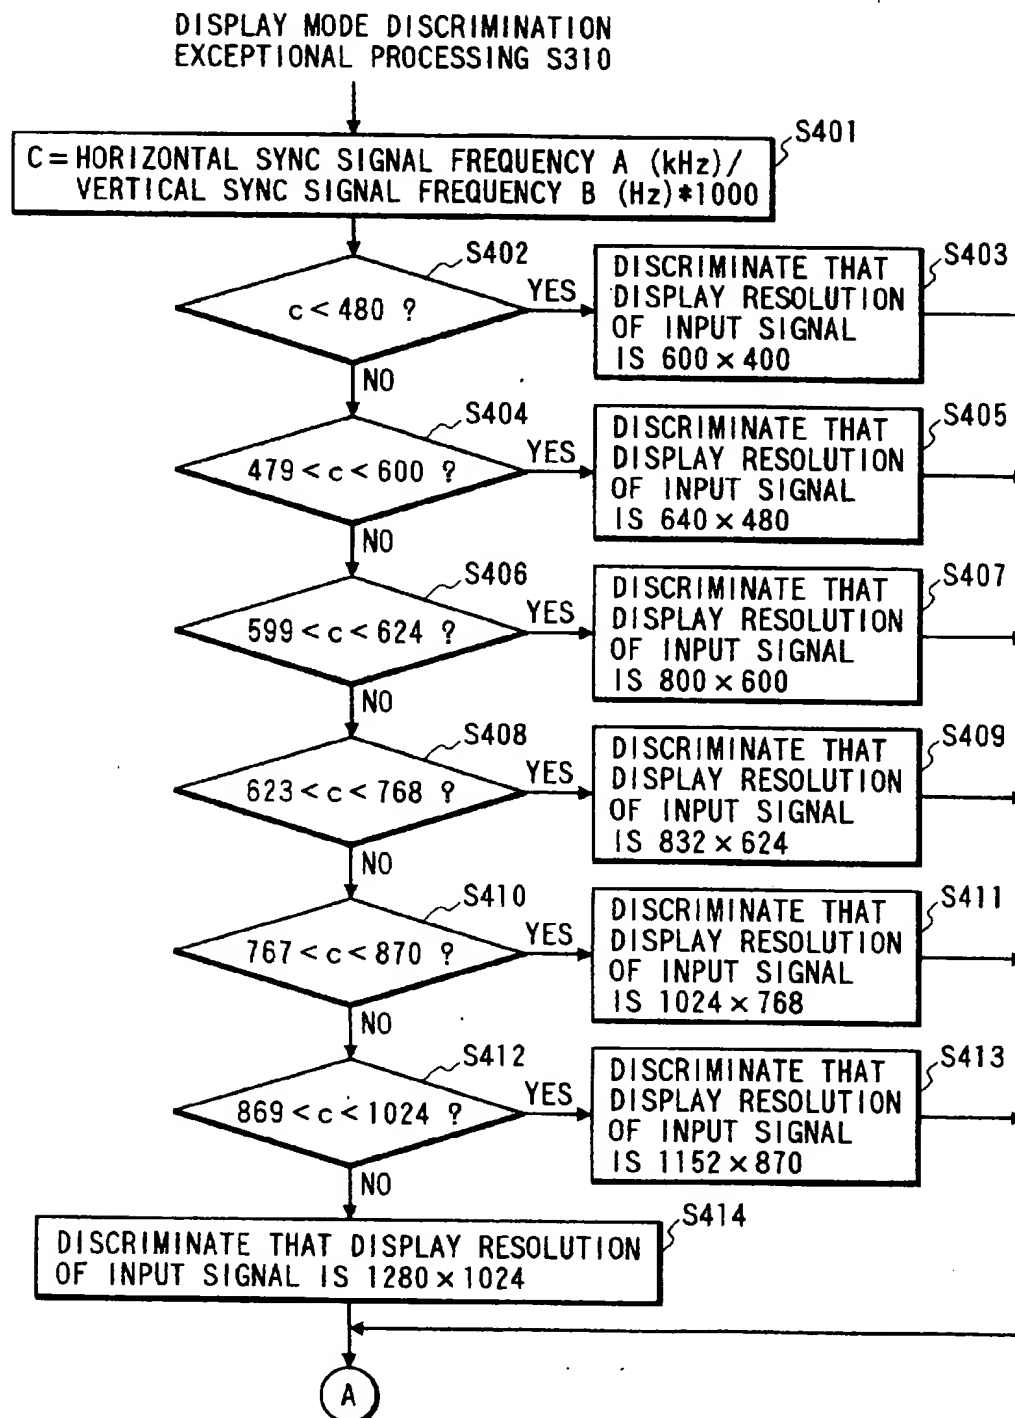 DISPLAY MODE DISCRIMINATION
EXCEPTIONAL PROCESSING S310
S401
C=HORIZONTAL SYNC SIGNAL FREQUENCY A (kHz)/
VERTICAL SYNC SIGNAL FREQUENCY B (Hz)*1000
S402
c<480 ?
YES
NO
S403
DISCRIMINATE THAT
DISPLAY RESOLUTION
OF INPUT SIGNAL
IS 600×400
S404
479<c<600 ?
YES
NO
S405
DISCRIMINATE THAT
DISPLAY RESOLUTION
OF INPUT SIGNAL
IS 640×480
S406
599<c<624 ?
YES
NO
S407
DISCRIMINATE THAT
DISPLAY RESOLUTION
OF INPUT SIGNAL
IS 800×600
S408
623<c<768 ?
YES
NO
S409
DISCRIMINATE THAT
DISPLAY RESOLUTION
OF INPUT SIGNAL
IS 832×624
S410
767<c<870 ?
YES
NO
S411
DISCRIMINATE THAT
DISPLAY RESOLUTION
OF INPUT SIGNAL
IS 1024×768
S412
869<c<1024 ?
YES
NO
S413
DISCRIMINATE THAT
DISPLAY RESOLUTION
OF INPUT SIGNAL
IS 1152×870
S414
DISCRIMINATE THAT DISPLAY RESOLUTION
OF INPUT SIGNAL IS 1280×1024
A